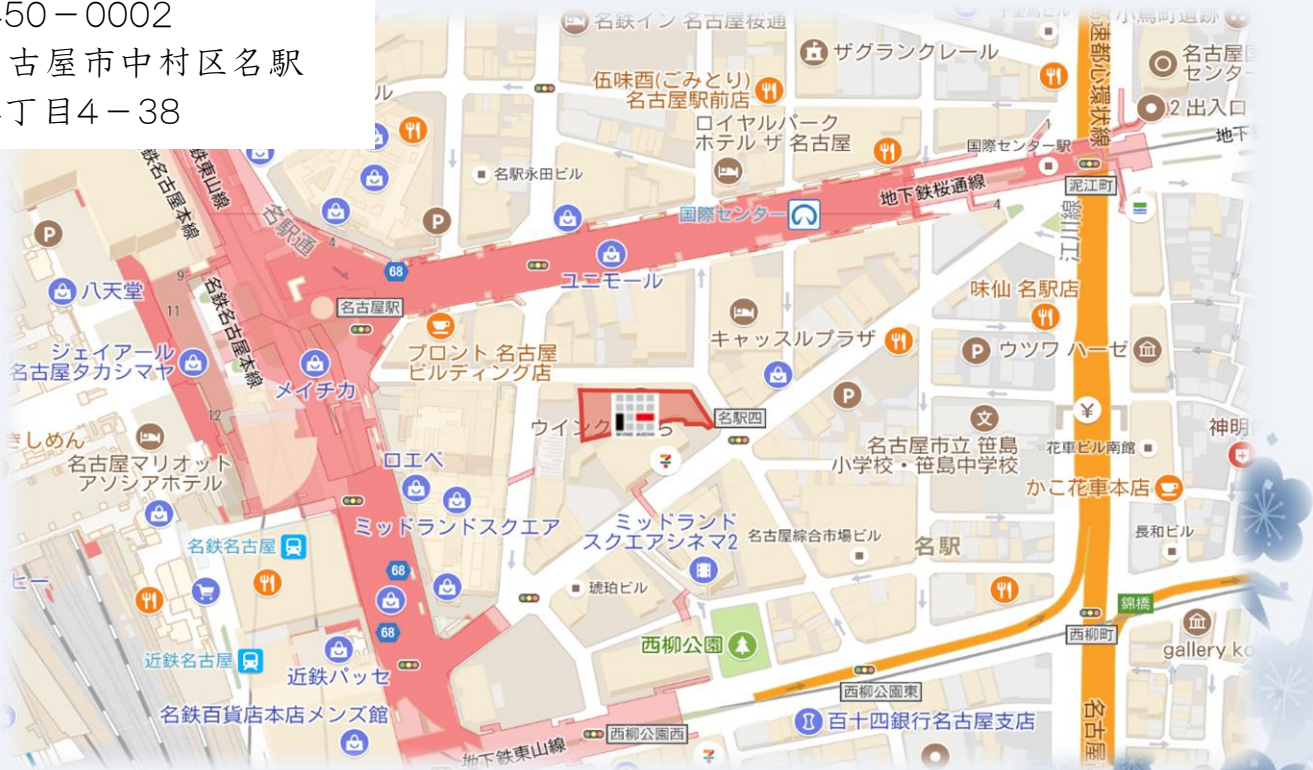 450-0002
古屋市中村区名駅
丁目4-38
名鉄イン 名古屋桜通
小鳥町遺跡
ザグランクレール
名古屋国
センター
伍味酉(ごみとり)
名古屋駅前店
2 出入口
ロイヤルパーク
ホテル ザ 名古屋
国際センター駅
1
地下
速都心環状線
名鉄名古屋本線
鉄東山線
名駅永田ビル
地下鉄桜通線
泥江町
名駅通
4
国際センター
4
江川線
68
ユニモール
9
八天堂
11
名鉄名古屋本線
名古屋駅
味仙 名駅店
キャッスルプラザ
ウツワ ハーゼ
ジェイアール
名古屋タカシマヤ
メイチカ
プロント 名古屋
ビルディング店
12
ウインク
ち
WINC AICHI
名駅四
きしめん
名古屋マリオット
アソシアホテル
ロエベ
名古屋市立 笹島
小学校・笹島中学校
花車ビル南館
神明
かこ花車本店
ミッドランドスクエア
ミッドランド
スクエアシネマ2
名古屋綜合市場ビル
名駅
長和ビル
名鉄名古屋
68
琥珀ビル
ヒー
68
錦橋
西柳町
西柳公園
gallery ko
近鉄名古屋
近鉄パッセ
西柳公園東
名鉄百貨店本店メンズ館
百十四銀行名古屋支店
西柳公園西
地下鉄東山線
名古屋